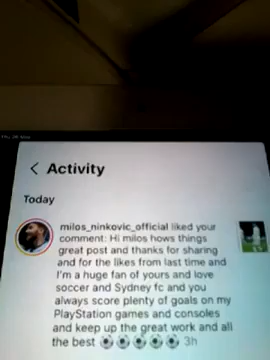 Activity
Today
milos_ninkovic_official liked your
comment: Hi milos hows things
great post and thanks for sharing
and for the likes from last time and
I'm a huge fan of yours and love
soccer and Sydney fc and you
always score plenty of goals on my
PlayStation games and consoles
and keep up the great work and all
the best ⚽⚽⚽⚽⚽ 3h